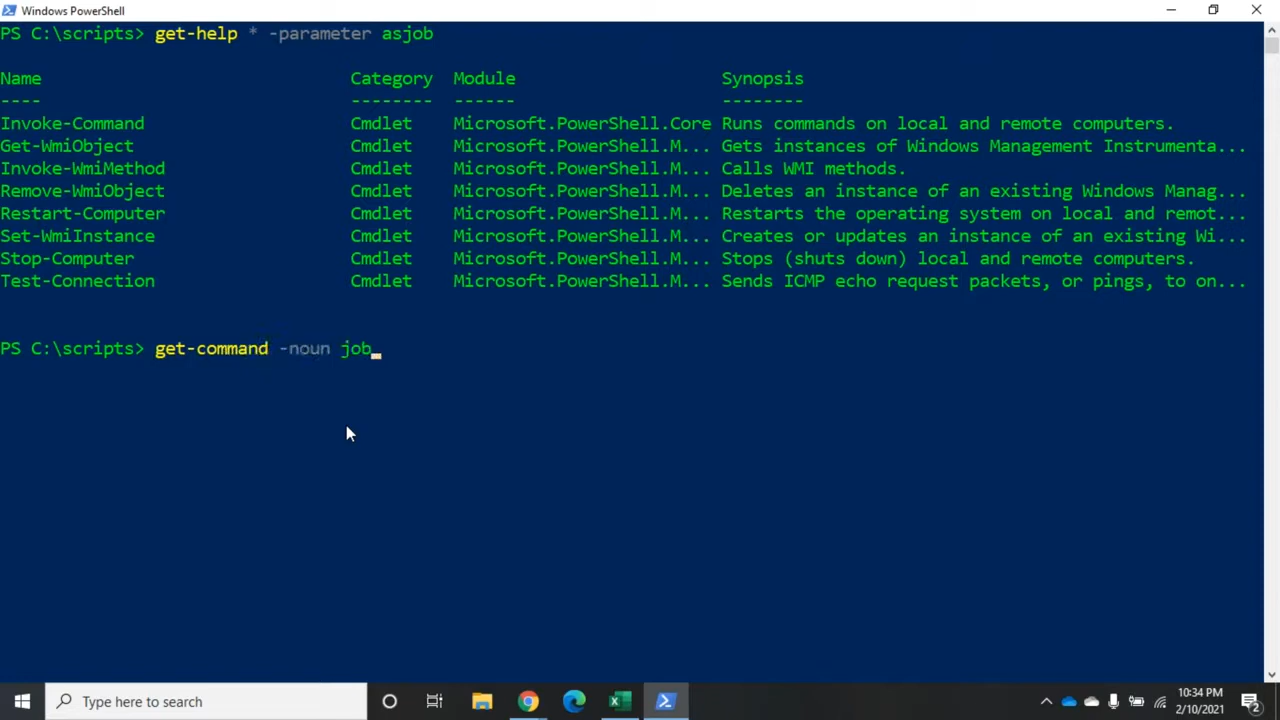 Windows PowerShell
PS C:\scripts> get-help * -parameter asjob
Name Category Module Synopsis
---- -------- ------ --------
Invoke-Command Cmdlet Microsoft.PowerShell.Core Runs commands on local and remote computers.
Get-WmiObject Cmdlet Microsoft.PowerShell.M... Gets instances of Windows Management Instrumenta...
Invoke-WmiMethod Cmdlet Microsoft.PowerShell.M... Calls WMI methods.
Remove-WmiObject Cmdlet Microsoft.PowerShell.M... Deletes an instance of an existing Windows Manag...
Restart-Computer Cmdlet Microsoft.PowerShell.M... Restarts the operating system on local and remot...
Set-WmiInstance Cmdlet Microsoft.PowerShell.M... Creates or updates an instance of an existing Wi...
Stop-Computer Cmdlet Microsoft.PowerShell.M... Stops (shuts down) local and remote computers.
Test-Connection Cmdlet Microsoft.PowerShell.M... Sends ICMP echo request packets, or pings, to on...
PS C:\scripts> get-command -noun job
Type here to search
10:34 PM
2/10/2021
2